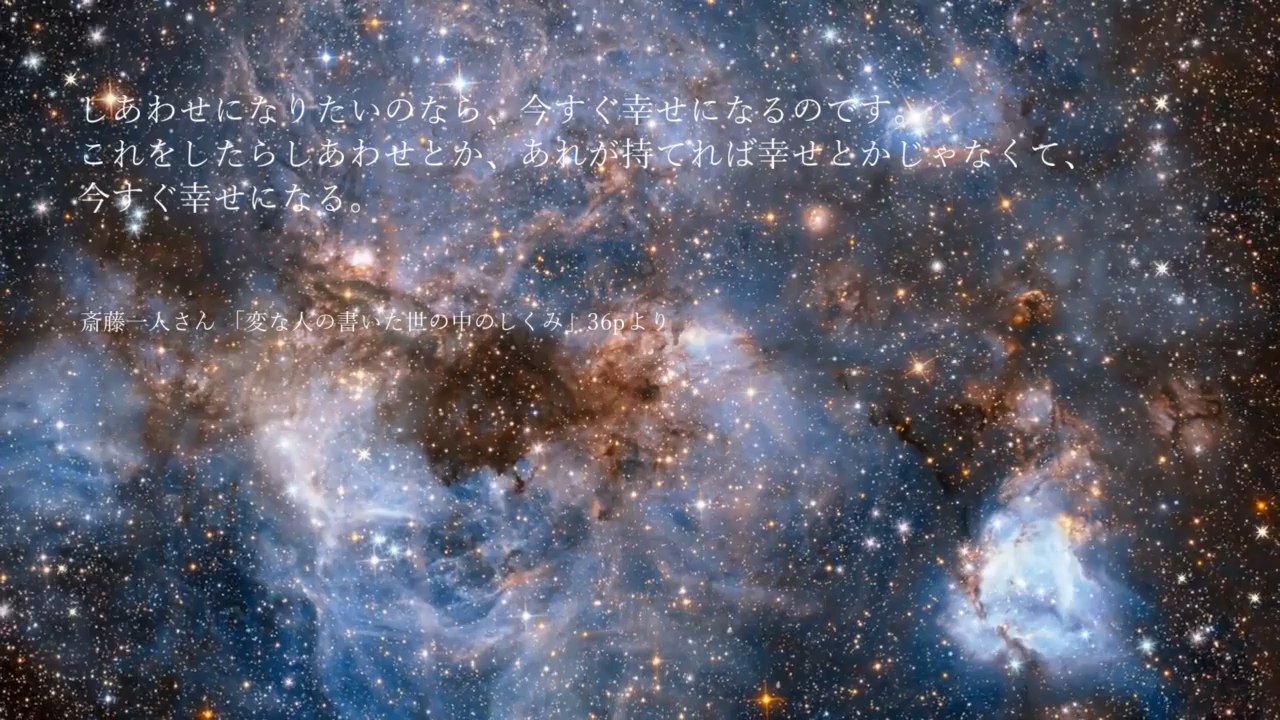 しあわせになりたいのなら、今すぐ幸せになるのです。
これをしたらしあわせとか、あれが持てれば幸せとかじゃなくて、
今すぐ幸せになる。
斎藤一人さん 「変な人の書いた世の中のしくみ」36pより